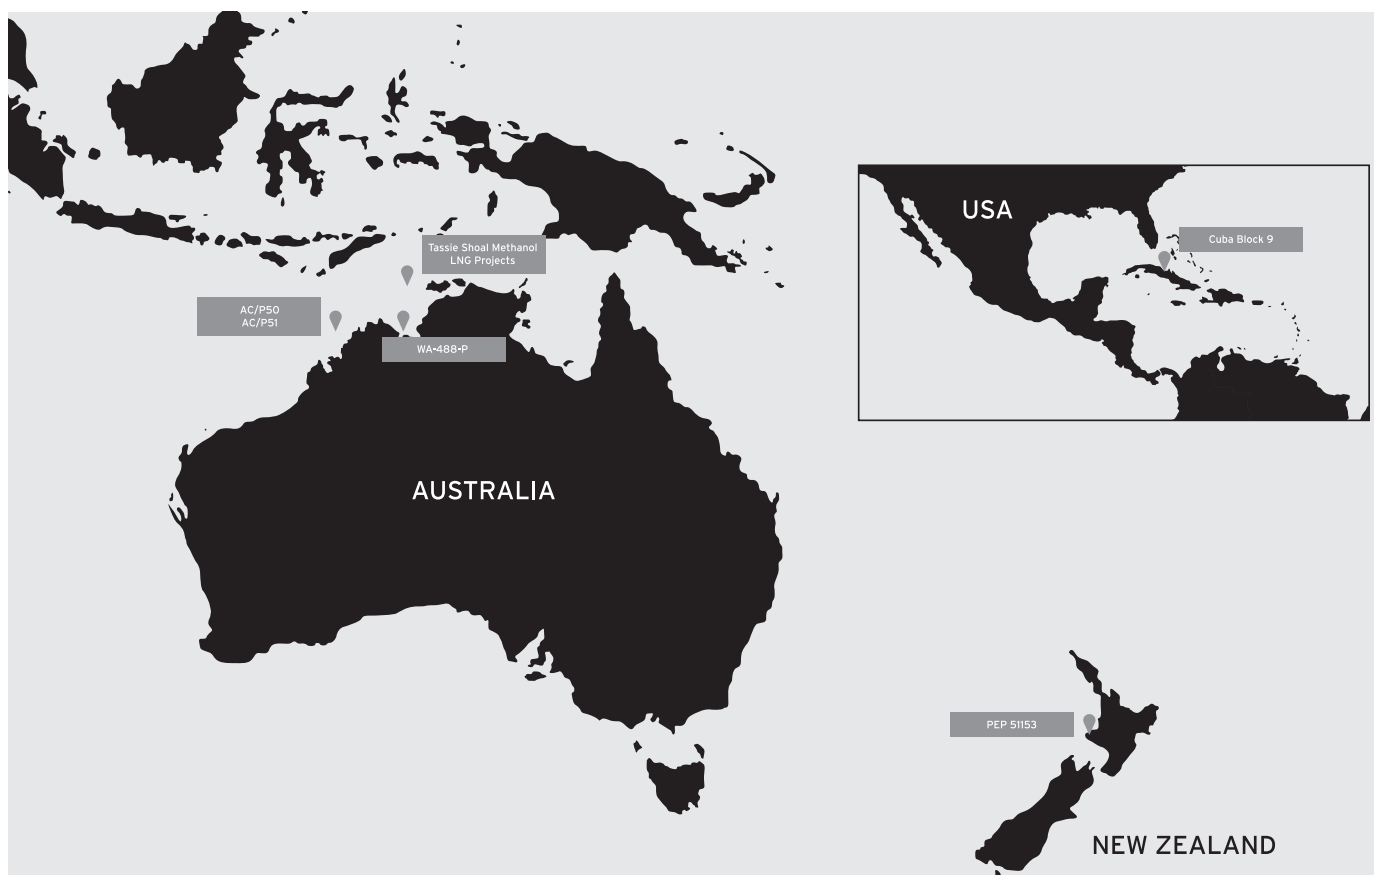 Tassie Shoal Methanol
LNG Projects
AC/P50
AC/P51
WA-488-P
AUSTRALIA
USA
Cuba Block 9
PEP 51153
NEW ZEALAND